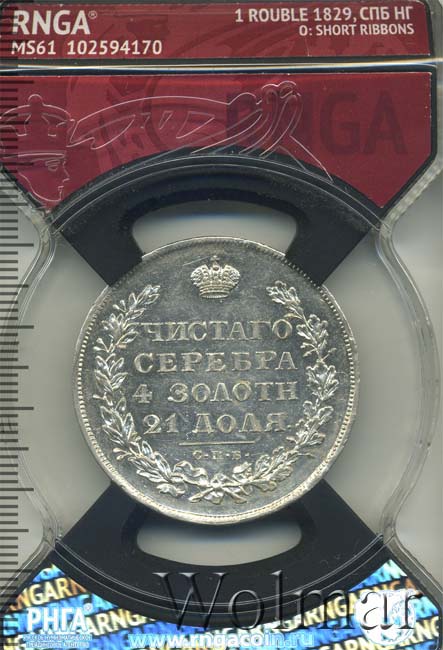 RNGA®
MS61 102594170
1 ROUBLE 1829, СПБ НГ
O: SHORT RIBBONS
RNGA
ЧИСТАГО
СЕРЕБРА
4 ЗОЛОТН
21 ДОЛЯ.
С.П.Б.
РНГА®
Wolmar
www.rngacoin.ru